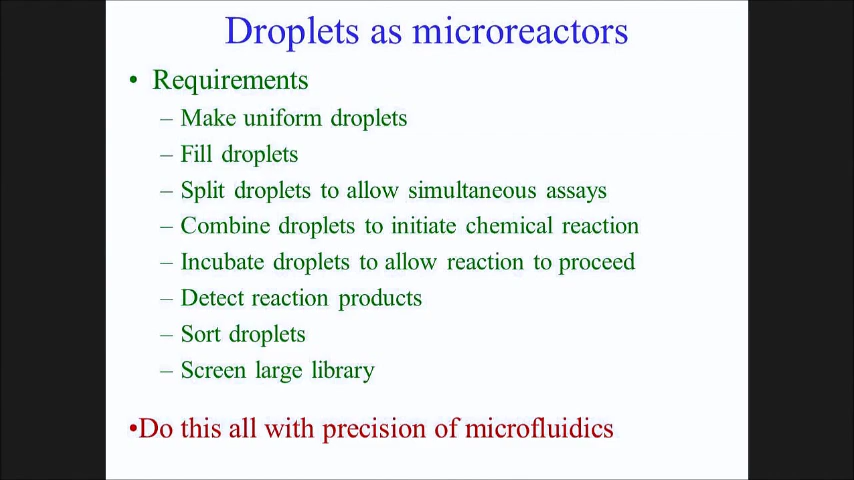 Droplets as microreactors
• Requirements
– Make uniform droplets
– Fill droplets
– Split droplets to allow simultaneous assays
– Combine droplets to initiate chemical reaction
– Incubate droplets to allow reaction to proceed
– Detect reaction products
– Sort droplets
– Screen large library
•Do this all with precision of microfluidics